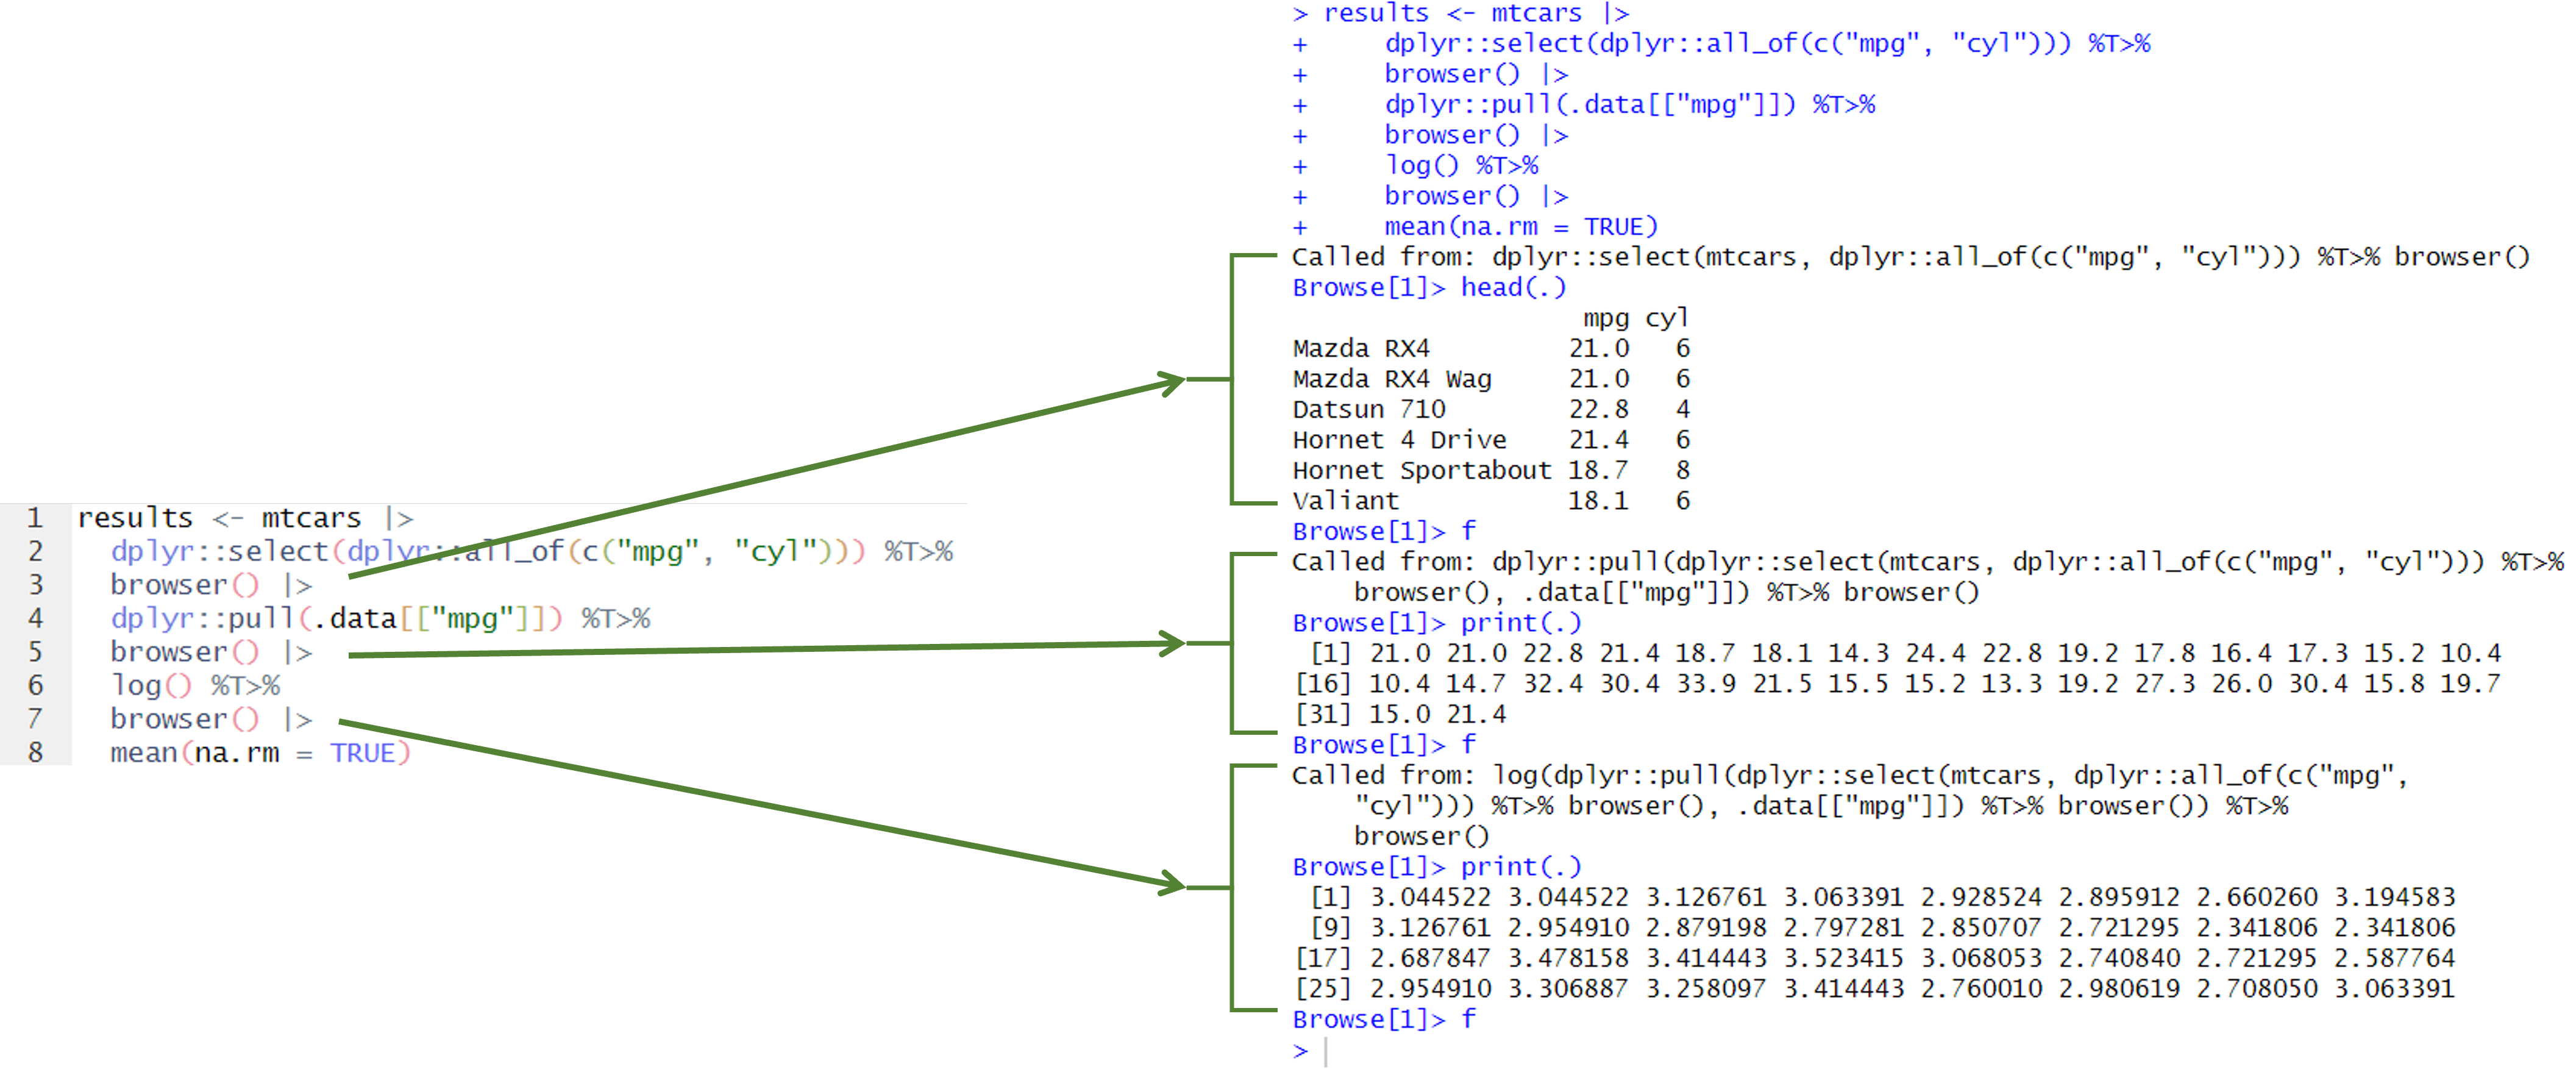 1 results <- mtcars |>
2   dplyr::select(dplyr::all_of(c("mpg", "cyl"))) %T>%
3   browser() |>
4   dplyr::pull(.data[["mpg"]]) %T>%
5   browser() |>
6   log() %T>%
7   browser() |>
8   mean(na.rm = TRUE)
> results <- mtcars |>
+     dplyr::select(dplyr::all_of(c("mpg", "cyl"))) %T>%
+     browser() |>
+     dplyr::pull(.data[["mpg"]]) %T>%
+     browser() |>
+     log() %T>%
+     browser() |>
+     mean(na.rm = TRUE)
Called from: dplyr::select(mtcars, dplyr::all_of(c("mpg", "cyl"))) %T>% browser()
Browse[1]> head(.)
                   mpg cyl
Mazda RX4         21.0   6
Mazda RX4 Wag     21.0   6
Datsun 710        22.8   4
Hornet 4 Drive    21.4   6
Hornet Sportabout 18.7   8
Valiant           18.1   6
Browse[1]> f
Called from: dplyr::pull(dplyr::select(mtcars, dplyr::all_of(c("mpg", "cyl"))) %T>%
    browser(), .data[["mpg"]]) %T>% browser()
Browse[1]> print(.)
 [1] 21.0 21.0 22.8 21.4 18.7 18.1 14.3 24.4 22.8 19.2 17.8 16.4 17.3 15.2 10.4
[16] 10.4 14.7 32.4 30.4 33.9 21.5 15.5 15.2 13.3 19.2 27.3 26.0 30.4 15.8 19.7
[31] 15.0 21.4
Browse[1]> f
Called from: log(dplyr::pull(dplyr::select(mtcars, dplyr::all_of(c("mpg",
    "cyl"))) %T>% browser(), .data[["mpg"]]) %T>% browser()) %T>%
    browser()
Browse[1]> print(.)
 [1] 3.044522 3.044522 3.126761 3.063391 2.928524 2.895912 2.660260 3.194583
 [9] 3.126761 2.954910 2.879198 2.797281 2.850707 2.721295 2.341806 2.341806
[17] 2.687847 3.478158 3.414443 3.523415 3.068053 2.740840 2.721295 2.587764
[25] 2.954910 3.306887 3.258097 3.414443 2.760010 2.980619 2.708050 3.063391
Browse[1]> f
>